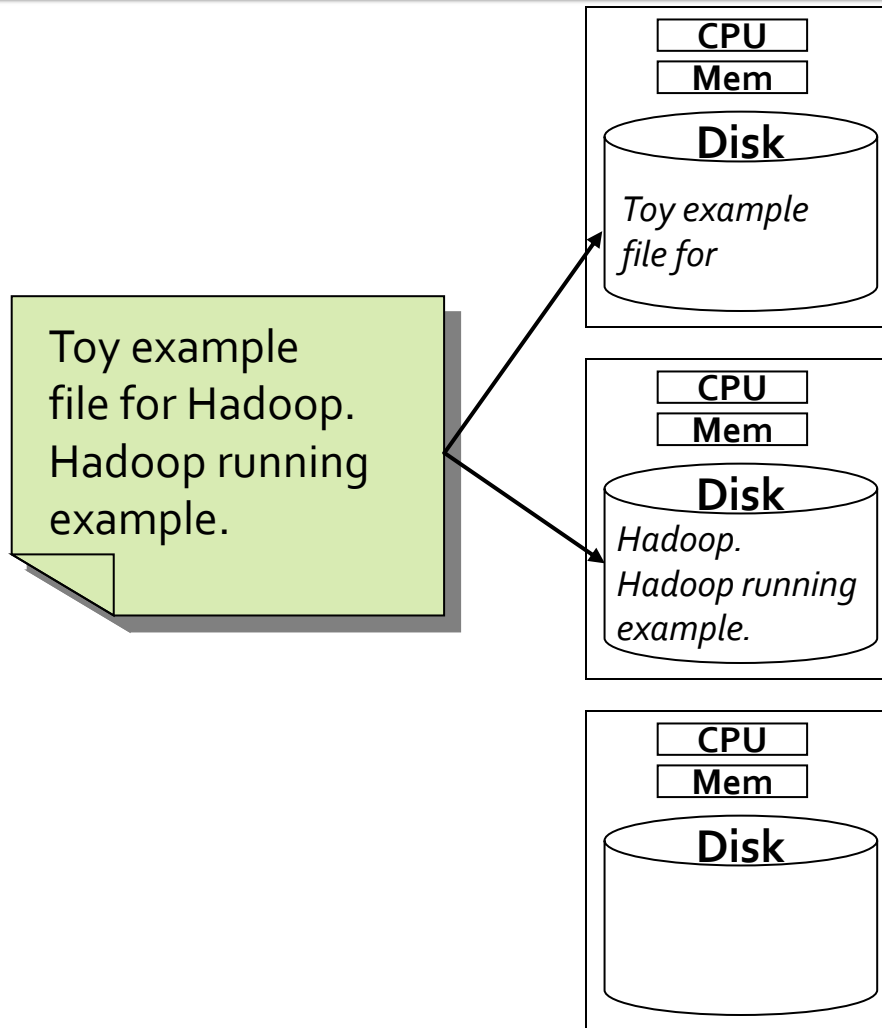 Toy example
file for Hadoop.
Hadoop running
example.
CPU
Mem
Disk
Toy example
file for
CPU
Mem
Disk
Hadoop.
Hadoop running
example.
CPU
Mem
Disk